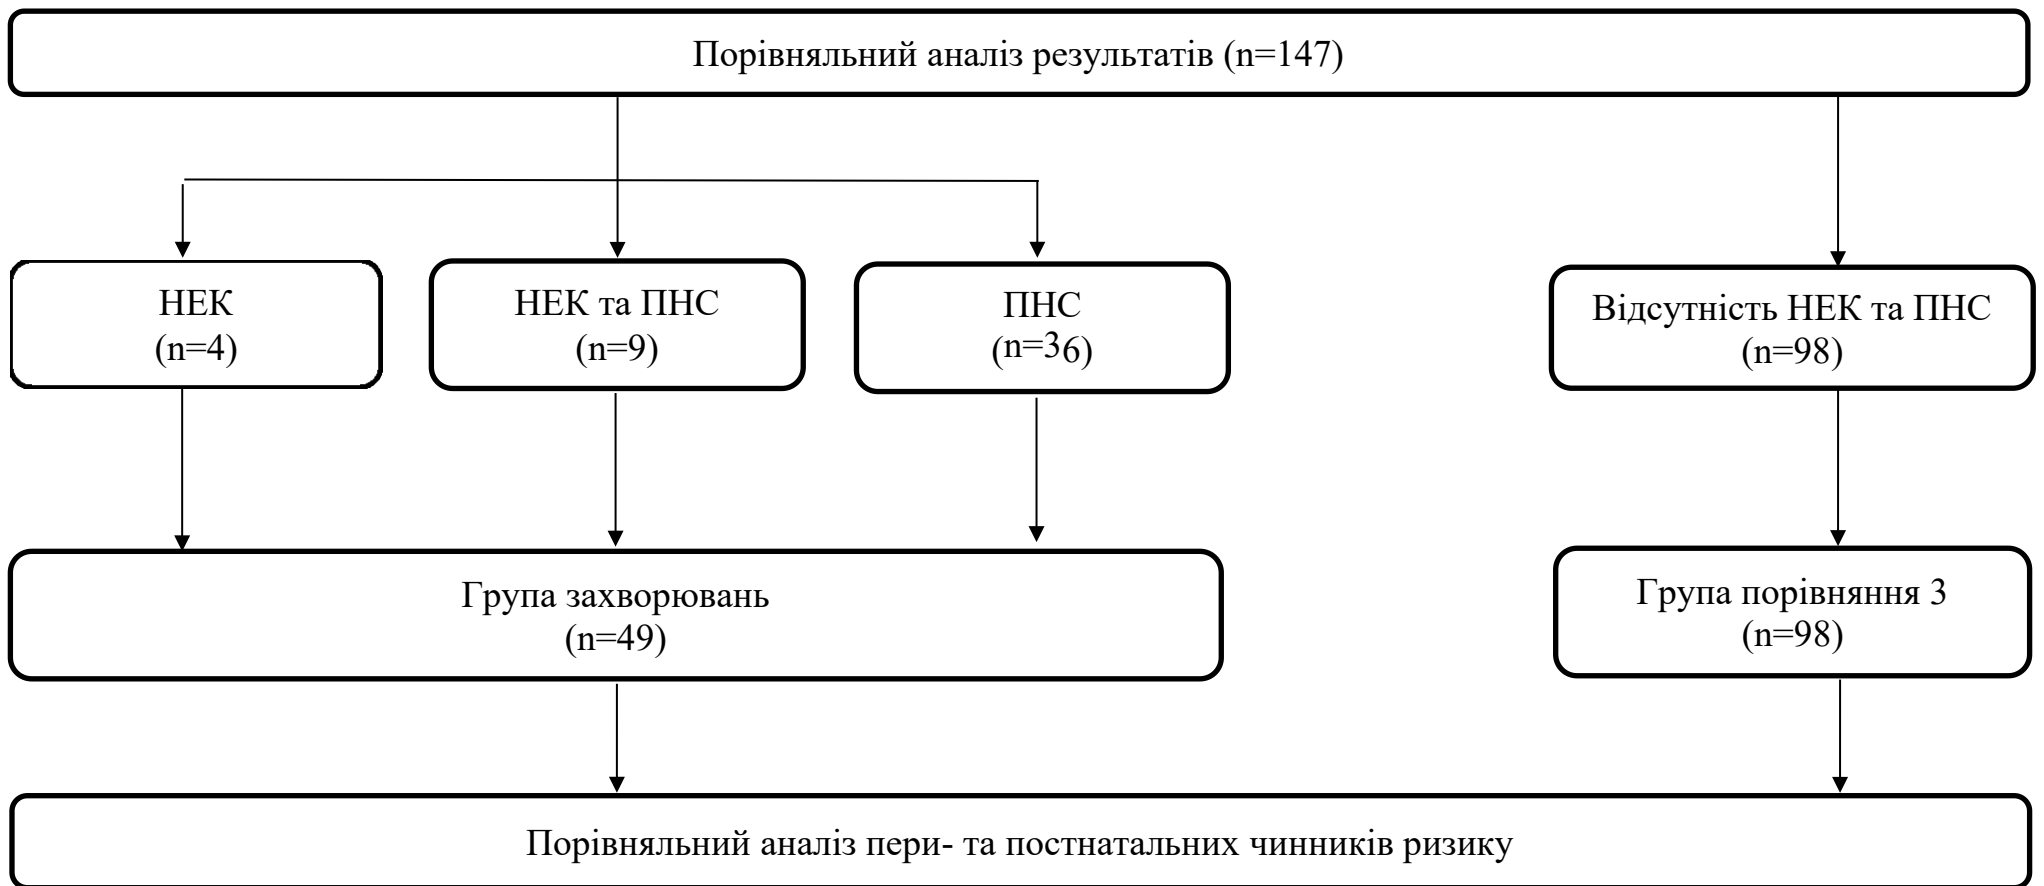 Порівняльний аналіз результатів (n=147)
НЕК
(n=4)
НЕК та ПНС
(n=9)
ПНС
(n=36)
Відсутність НЕК та ПНС
(n=98)
Група захворювань
(n=49)
Група порівняння 3
(n=98)
Порівняльний аналіз пери- та постнатальних чинників ризику